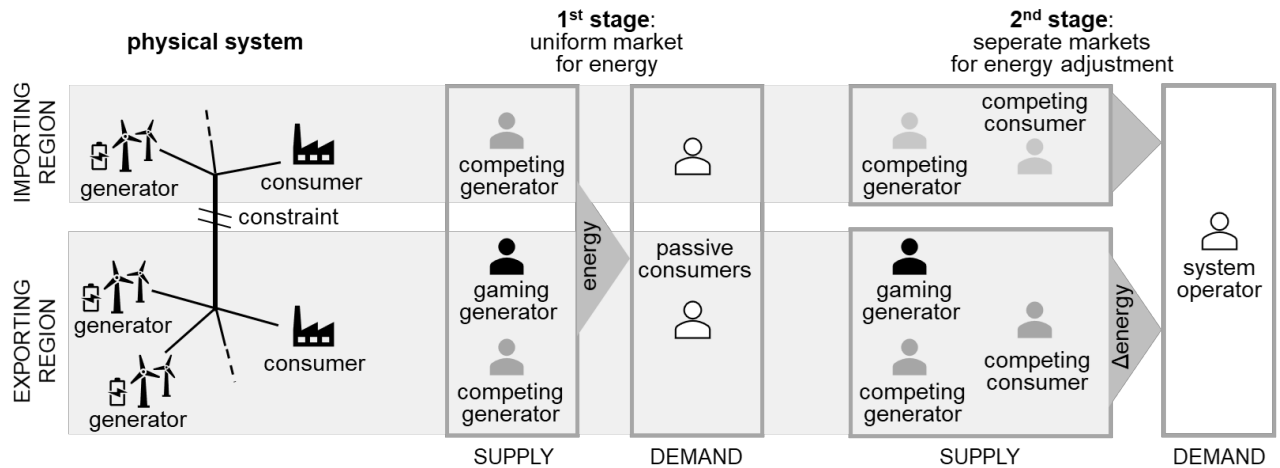 physical system
1st stage:
uniform market
for energy
2nd stage:
seperate markets
for energy adjustment
IMPORTING
REGION
generator
consumer
constraint
competing
generator
competing
generator
competing
consumer
EXPORTING
REGION
generator
generator
consumer
gaming
generator
competing
generator
energy
passive
consumers
gaming
generator
competing
generator
competing
consumer
Δenergy
system
operator
SUPPLY
DEMAND
SUPPLY
DEMAND